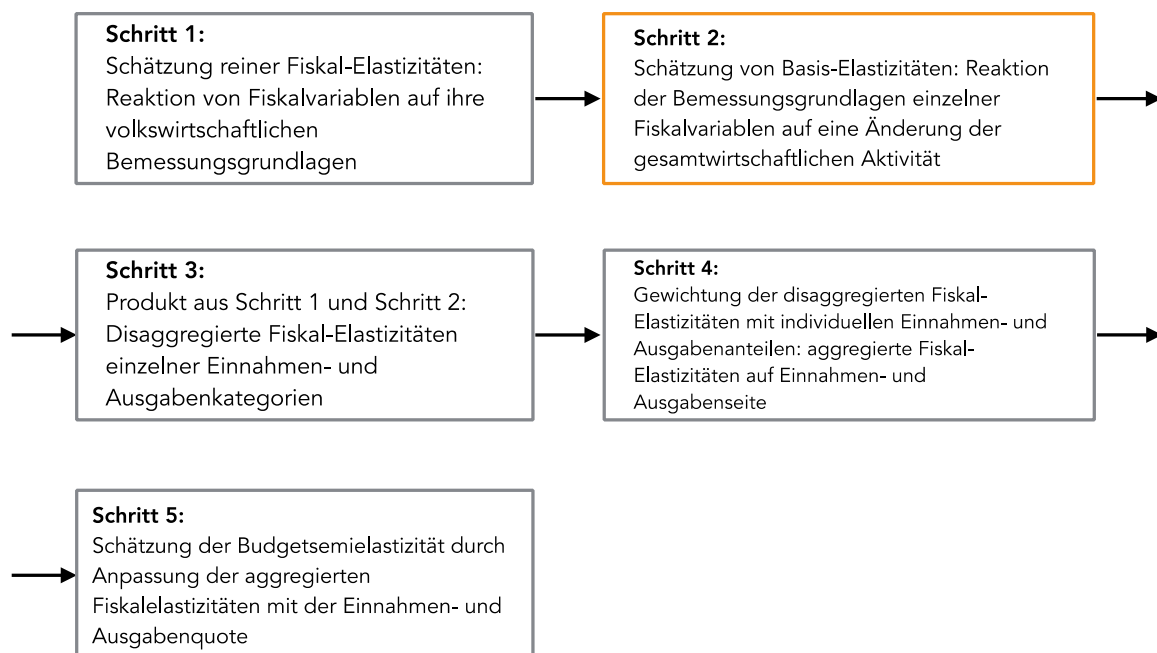 Schritt 1:
Schätzung reiner Fiskal-Elastizitäten:
Reaktion von Fiskalvariablen auf ihre
volkswirtschaftlichen
Bemessungsgrundlagen
Schritt 2:
Schätzung von Basis-Elastizitäten: Reaktion
der Bemessungsgrundlagen einzelner
Fiskalvariablen auf eine Änderung der
gesamtwirtschaftlichen Aktivität
Schritt 3:
Produkt aus Schritt 1 und Schritt 2:
Disaggregierte Fiskal-Elastizitäten
einzelner Einnahmen- und
Ausgabenkategorien
Schritt 4:
Gewichtung der disaggregierten Fiskal-
Elastizitäten mit individuellen Einnahmen- und
Ausgabenanteilen: aggregierte Fiskal-
Elastizitäten auf Einnahmen- und
Ausgabenseite
Schritt 5:
Schätzung der Budgetsemielastizität durch
Anpassung der aggregierten
Fiskalelastizitäten mit der Einnahmen- und
Ausgabenquote